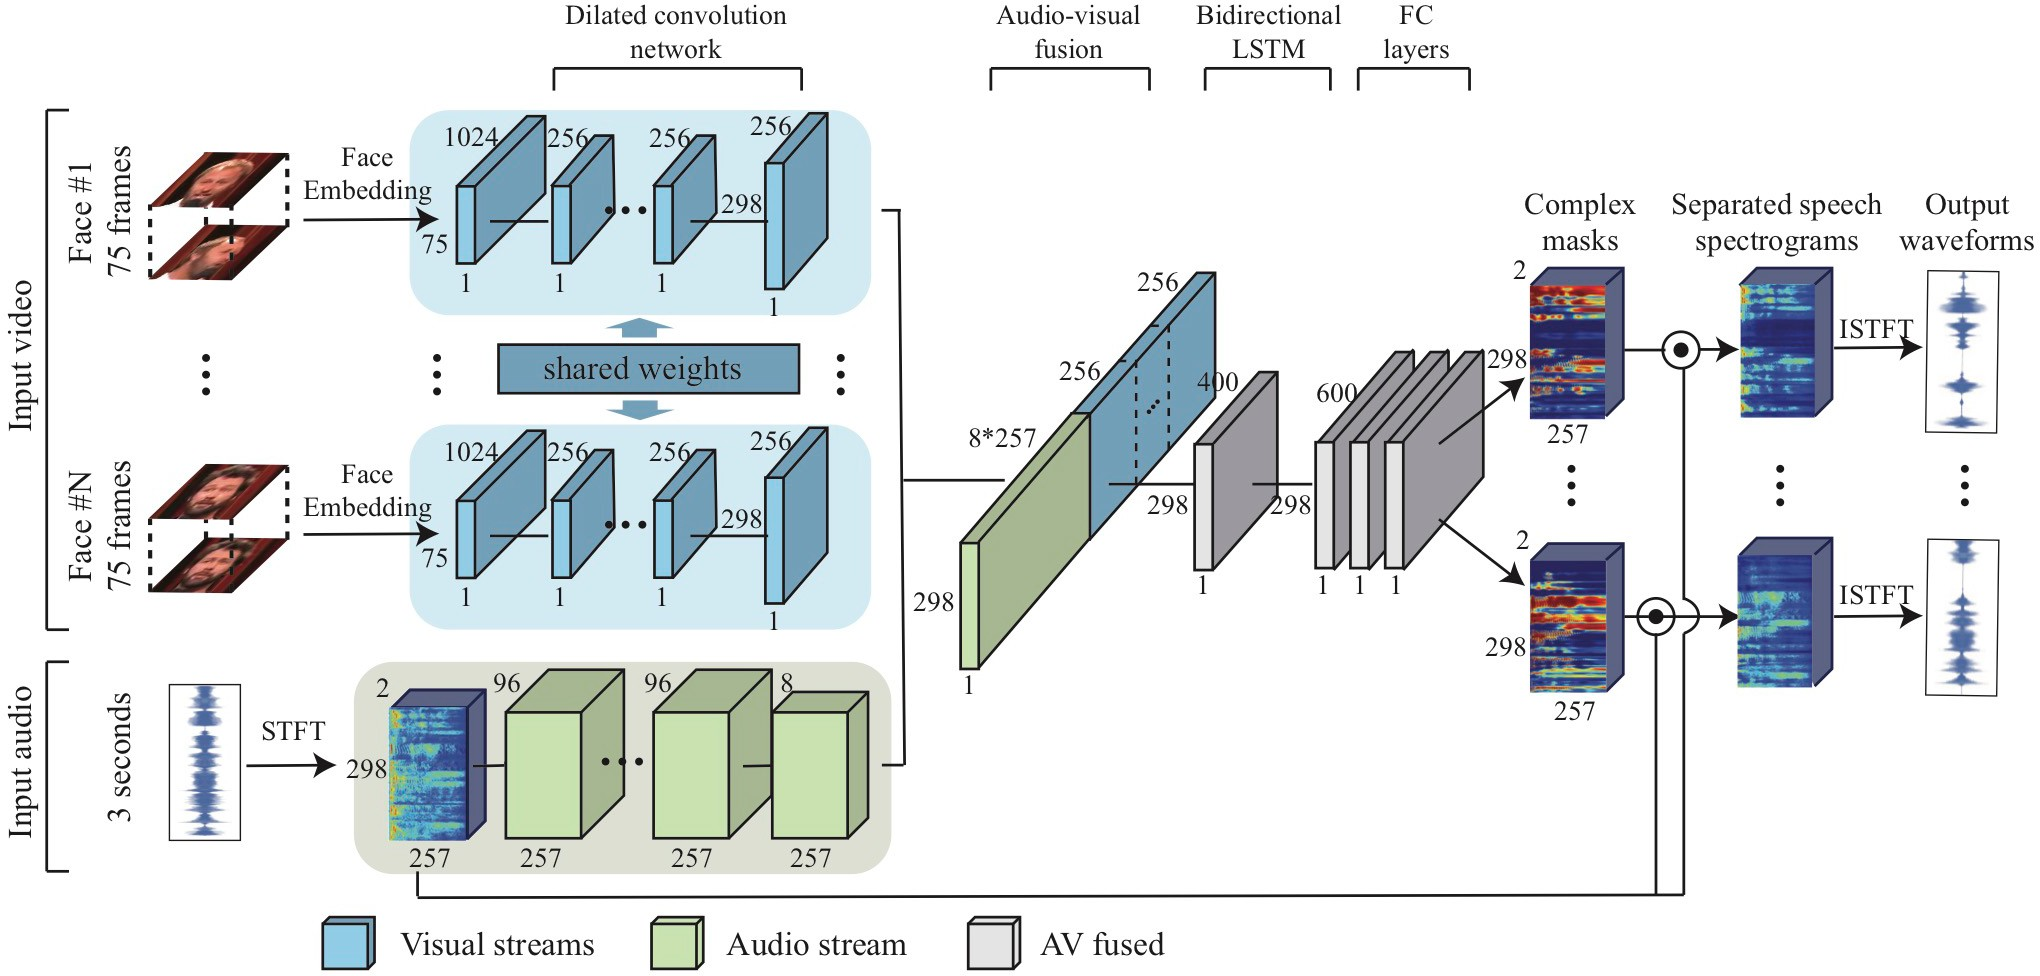 Dilated convolution
network
Audio-visual
fusion
Bidirectional
LSTM
FC
layers
Input video
Face #1
75 frames
Face
Embedding
1024
256
256
256
298
75
1
1
1
1
shared weights
Face #N
75 frames
Face
Embedding
1024
256
256
256
298
75
1
1
1
1
Input audio
3 seconds
STFT
2
96
96
8
298
257
257
257
257
256
256
8*257
298
1
400
298
1
600
298
1
1
1
Complex
masks
Separated speech
spectrograms
Output
waveforms
2
298
257
ISTFT
2
298
257
ISTFT
Visual streams
Audio stream
AV fused